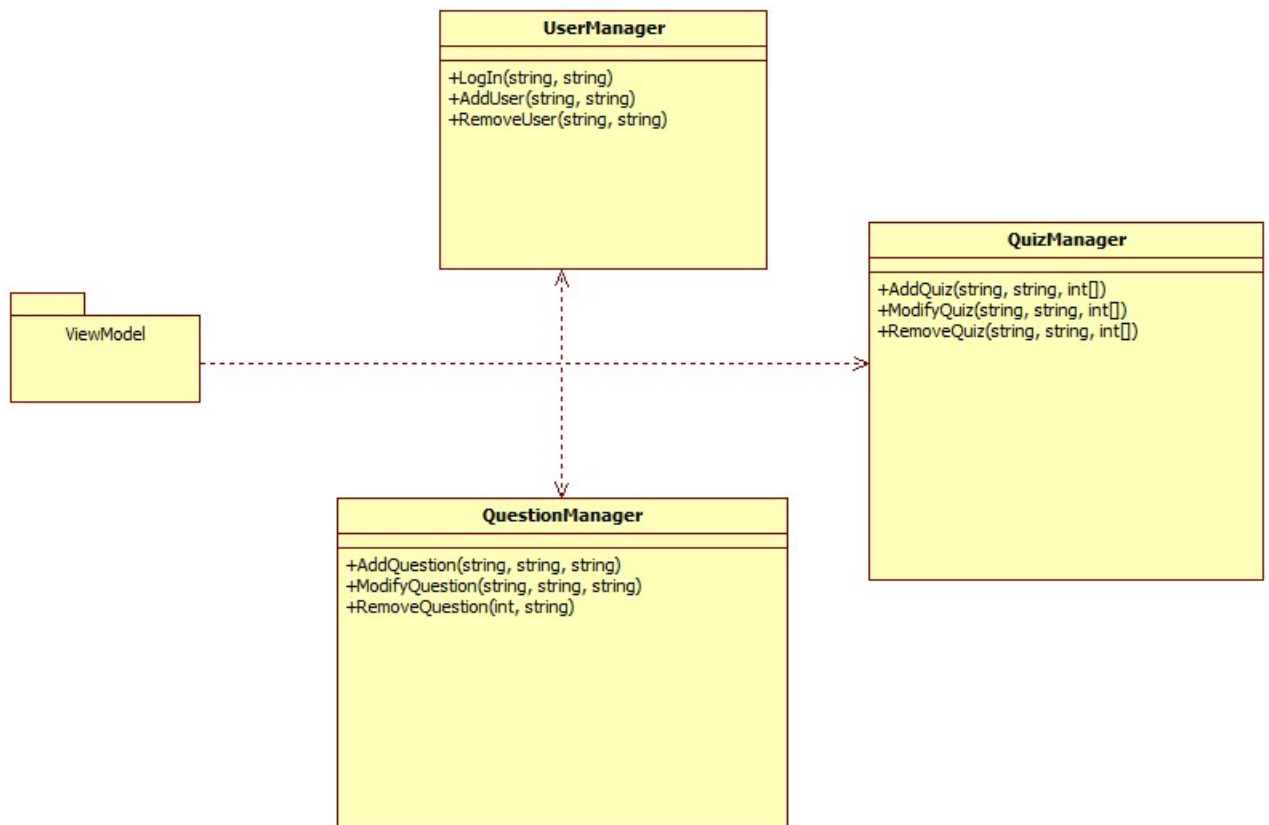 UserManager
+LogIn(string, string)
+AddUser(string, string)
+RemoveUser(string, string)
QuizManager
+AddQuiz(string, string, int[])
+ModifyQuiz(string, string, int[])
+RemoveQuiz(string, string, int[])
ViewModel
QuestionManager
+AddQuestion(string, string, string)
+ModifyQuestion(string, string, string)
+RemoveQuestion(int, string)